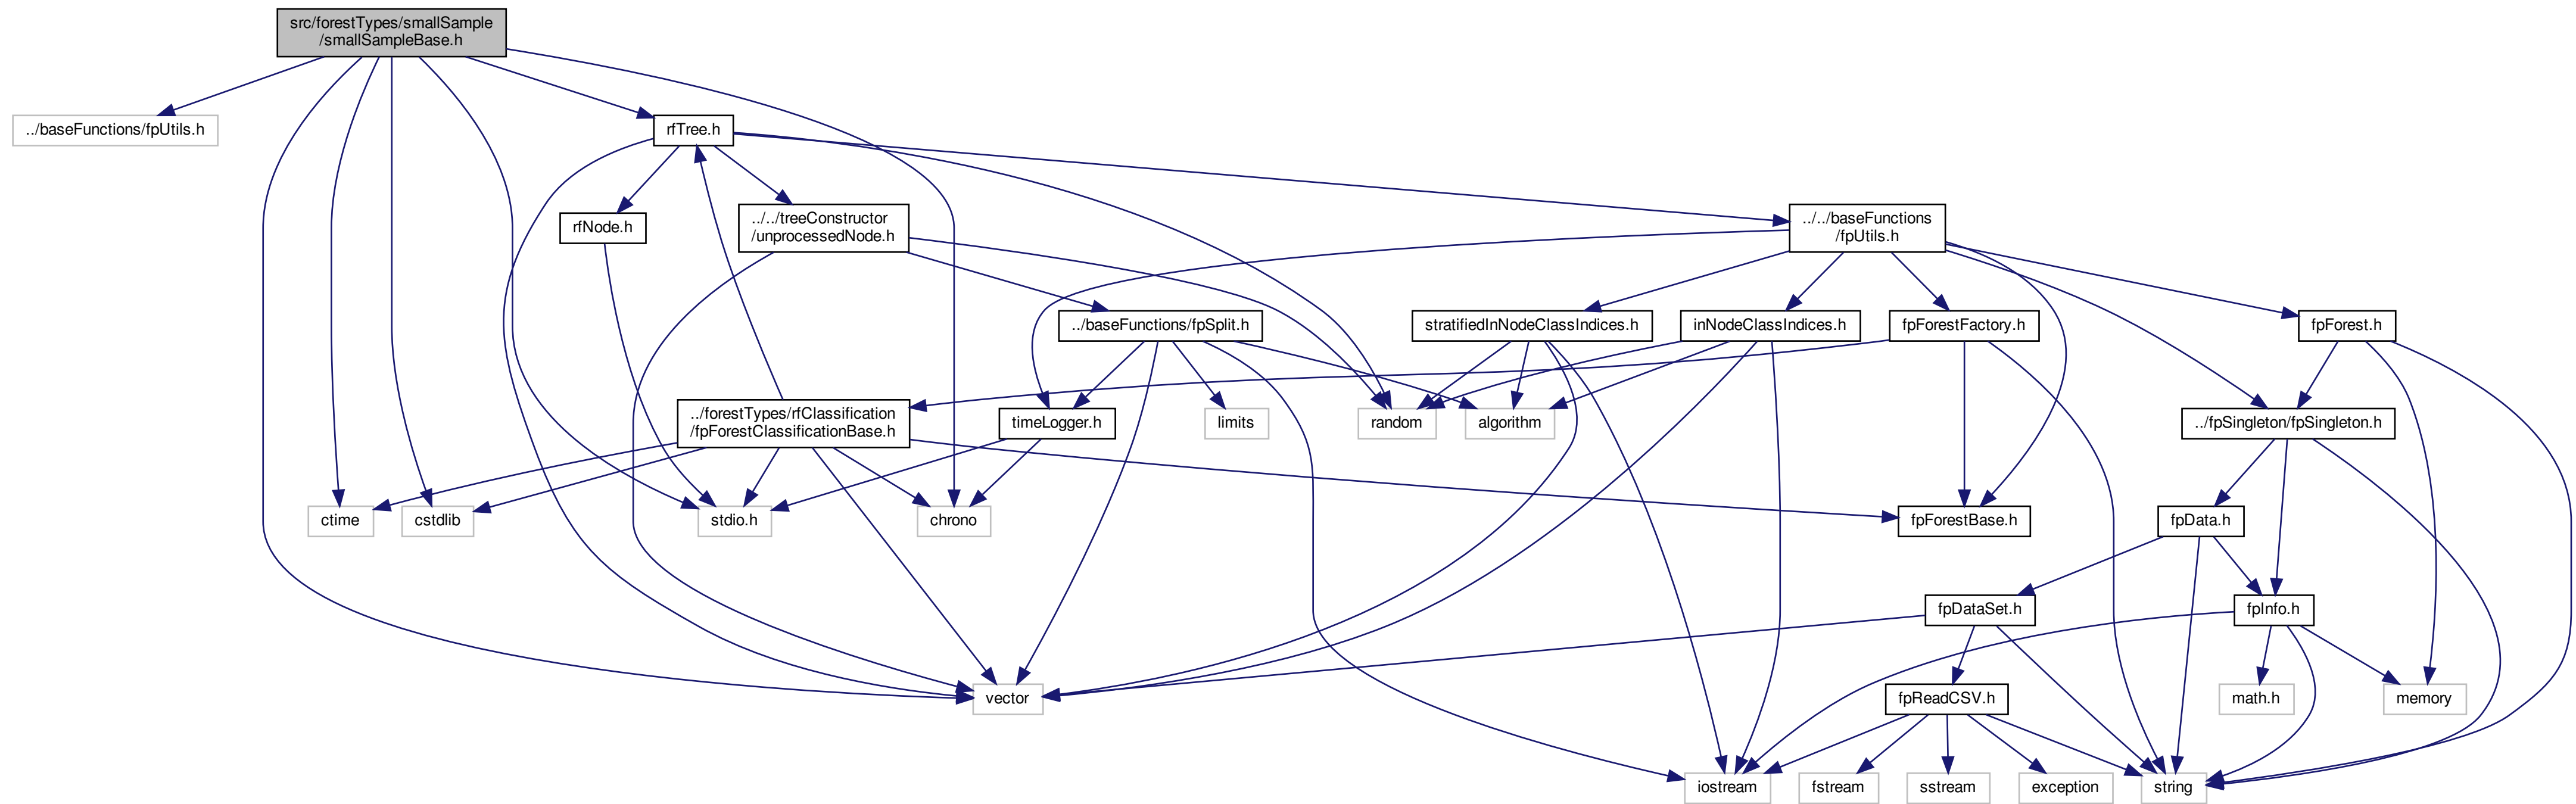 src/forestTypes/smallSample
/smallSampleBase.h
../baseFunctions/fpUtils.h
rfTree.h
rfNode.h
../../treeConstructor
/unprocessedNode.h
../../baseFunctions
/fpUtils.h
../baseFunctions/fpSplit.h
stratifiedInNodeClassIndices.h
inNodeClassIndices.h
fpForestFactory.h
fpForest.h
../forestTypes/rfClassification
/fpForestClassificationBase.h
timeLogger.h
limits
random
algorithm
../fpSingleton/fpSingleton.h
ctime
cstdlib
stdio.h
chrono
fpForestBase.h
fpData.h
fpDataSet.h
fpInfo.h
vector
fpReadCSV.h
math.h
memory
iostream
fstream
sstream
exception
string